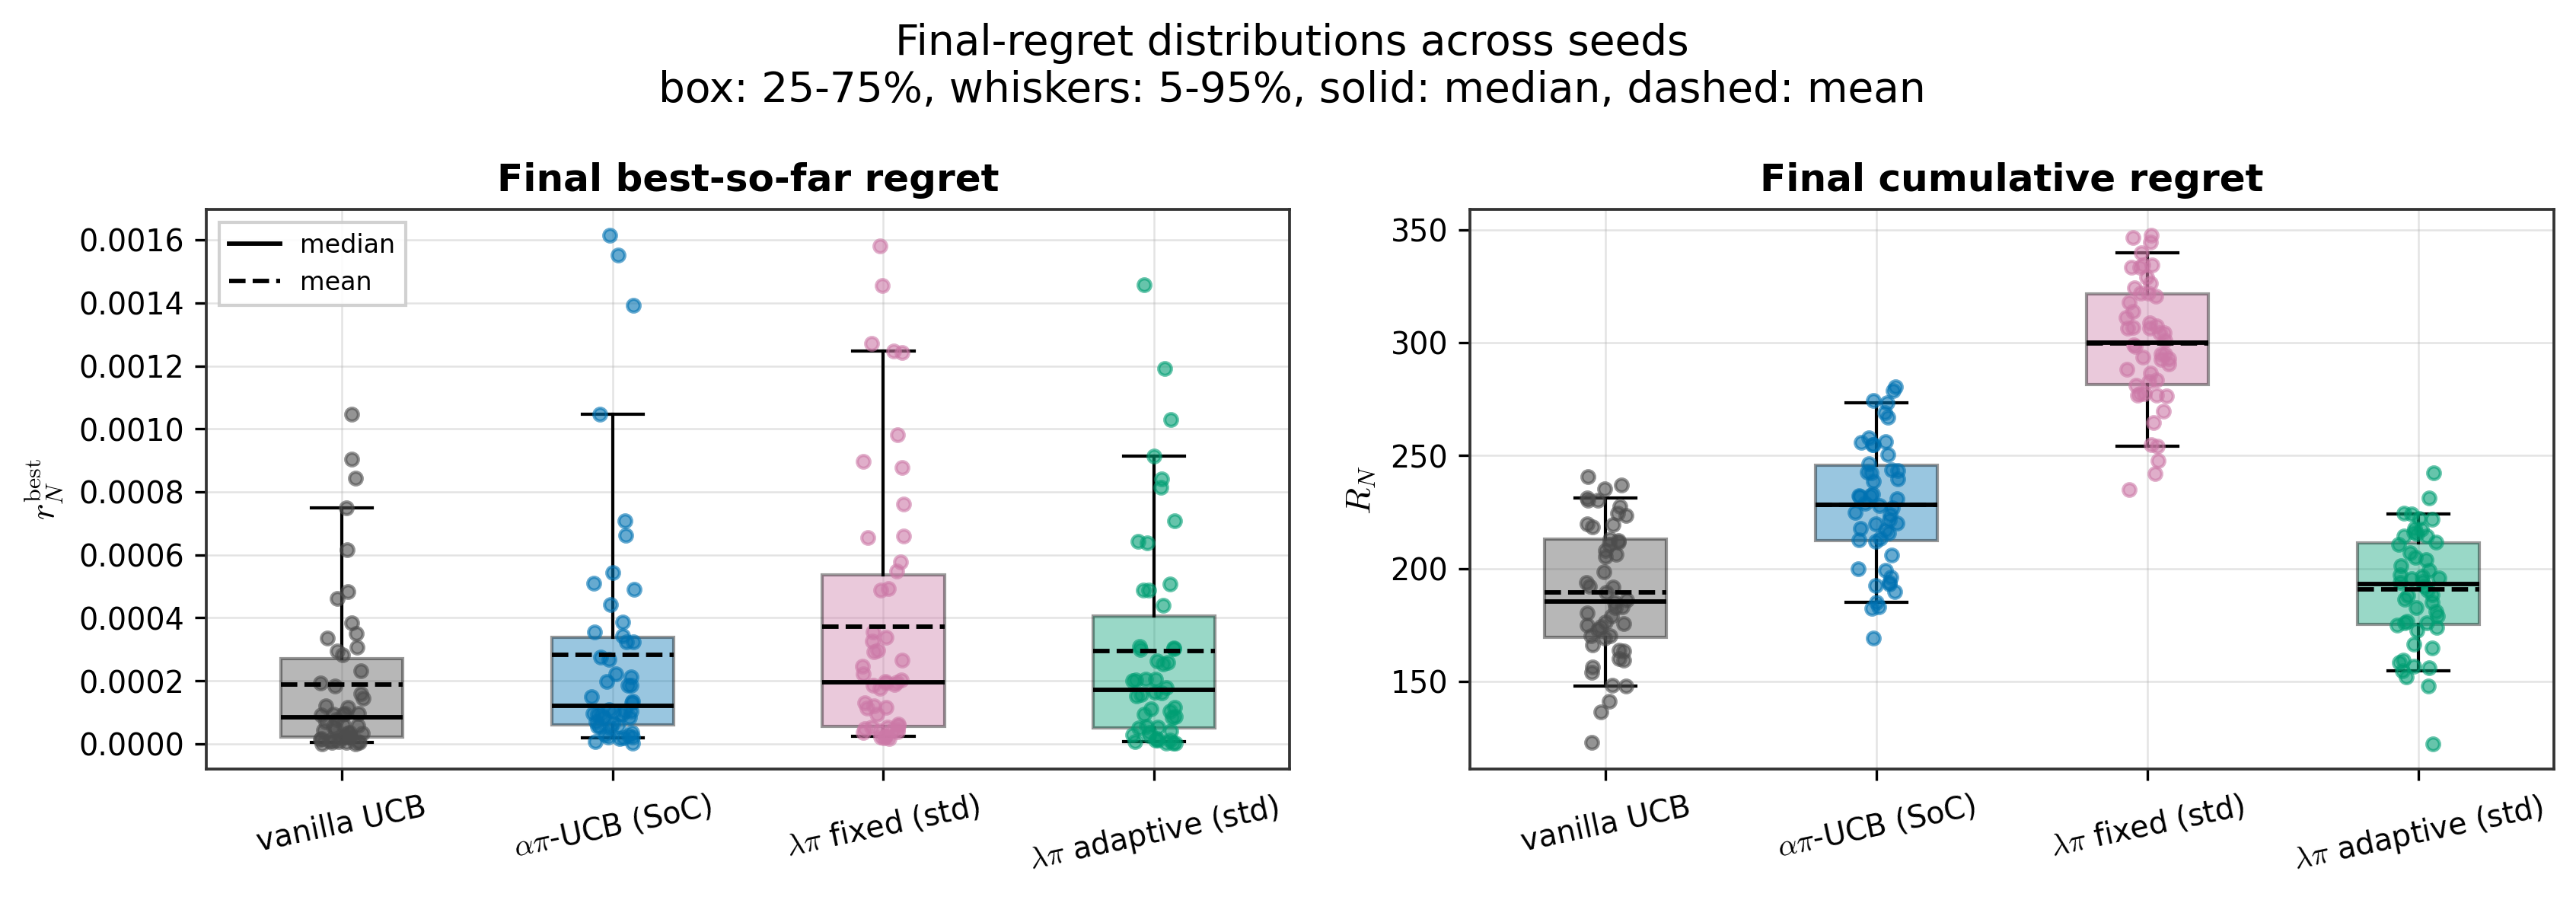 Final-regret distributions across seeds
box: 25-75%, whiskers: 5-95%, solid: median, dashed: mean
Final best-so-far regret
median
mean
0.0016
0.0014
0.0012
0.0010
0.0008
0.0006
0.0004
0.0002
0.0000
r_N^best
vanilla UCB
απ-UCB (SoC)
λπ fixed (std)
λπ adaptive (std)
Final cumulative regret
350
300
250
200
150
R_N
vanilla UCB
απ-UCB (SoC)
λπ fixed (std)
λπ adaptive (std)